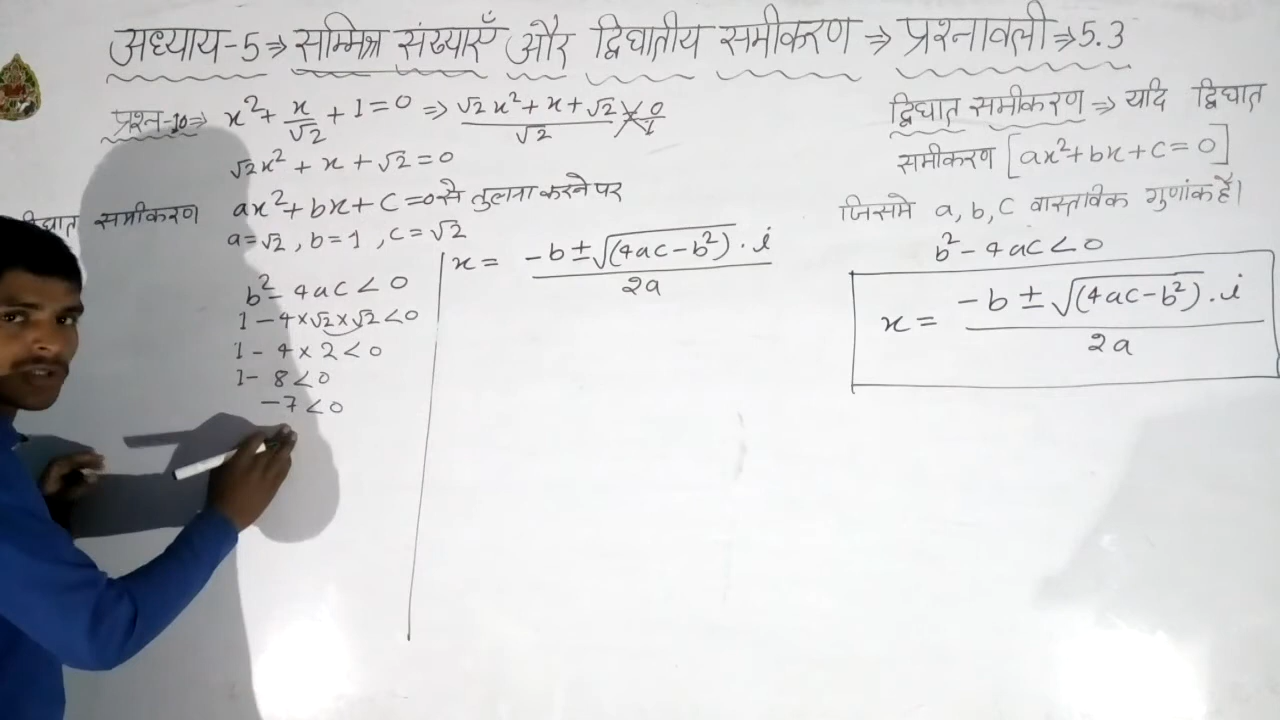 अध्याय-5⇒ सम्मिश्र संख्याएँ और द्विघातीय समीकरण ⇒ प्रश्नावली⇒5.3
प्रश्न-10⇒ x²+ x/√2 + 1=0 ⇒ √2x²+x+√2/√2 = 0/1
√2x² + x + √2 = 0
ax²+bx+C=0से तुलना करने पर
समीकरण
a=√2, b=1, c=√2
b²-4ac<0
1-4×√2×√2<0
1-4×2<0
1-8<0
-7<0
x= -b±√(4ac-b²).i/2a
द्विघात समीकरण ⇒ यदि द्विघात
समीकरण [ax²+bx+c=0]
जिसमे a,b,c वास्तविक गुणांक हैं।
b²-4ac<0
x= -b±√(4ac-b²).i/2a